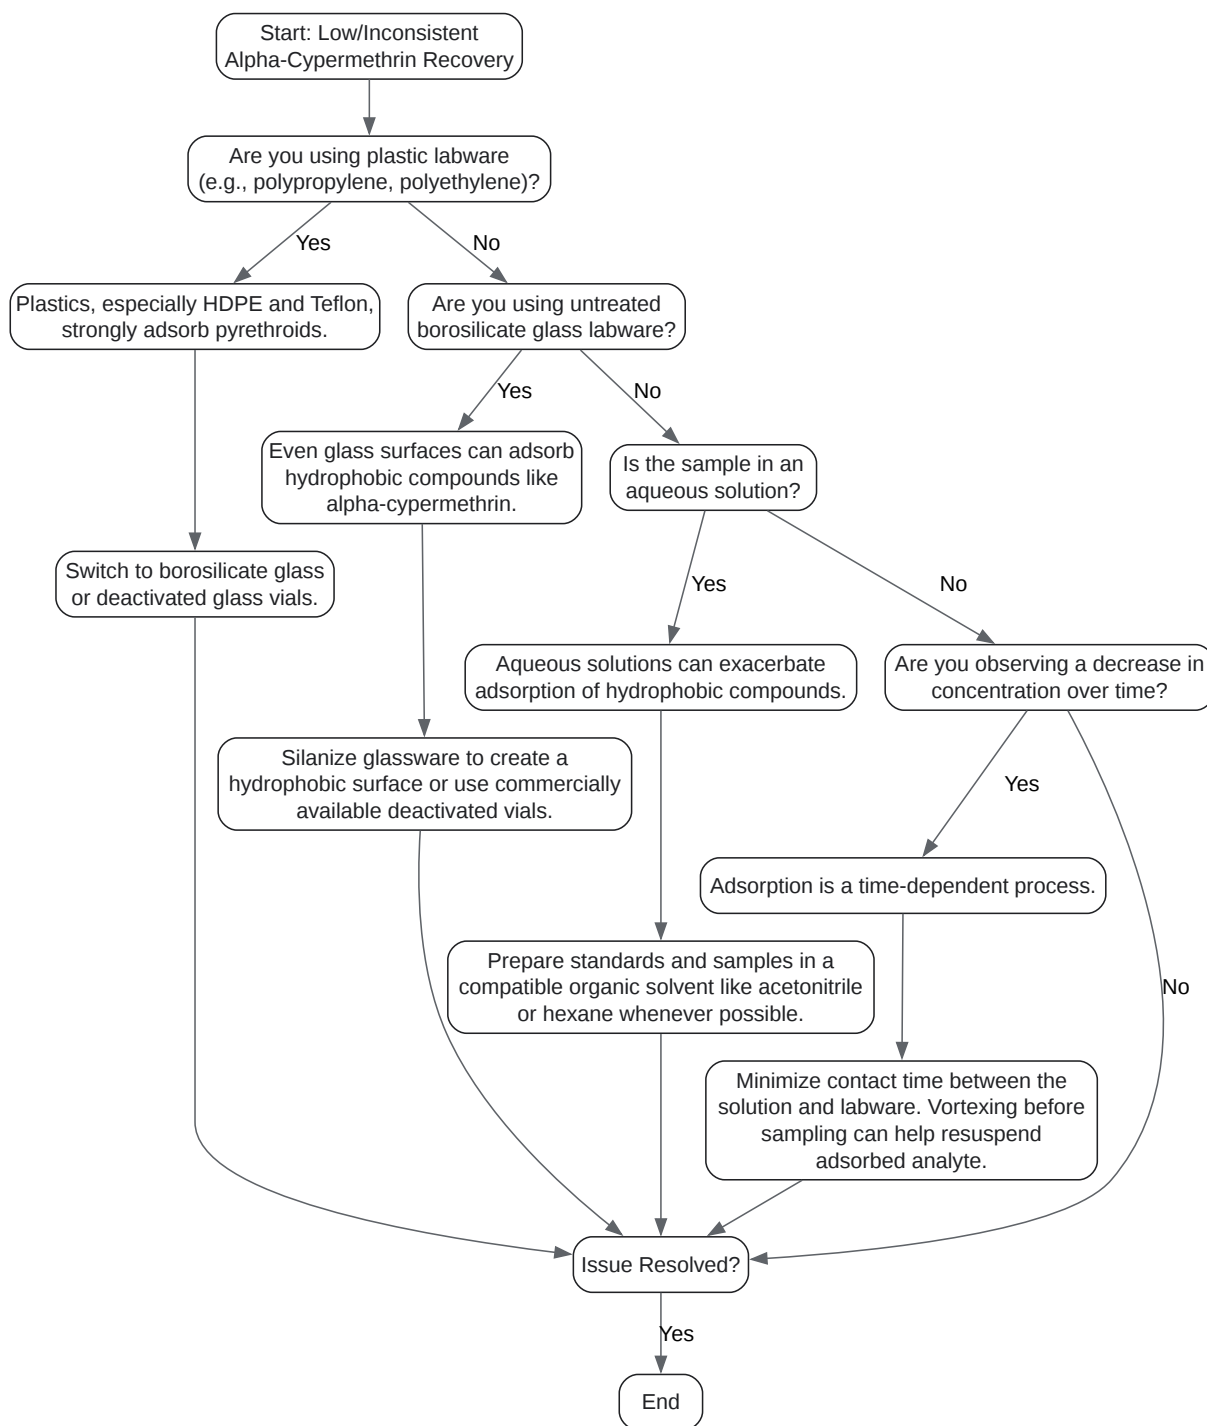 Start: Low/Inconsistent
Alpha-Cypermethrin Recovery
Are you using plastic labware
(e.g., polypropylene, polyethylene)?
Yes
No
Plastics, especially HDPE and Teflon,
strongly adsorb pyrethroids.
Are you using untreated
borosilicate glass labware?
Yes
No
Even glass surfaces can adsorb
hydrophobic compounds like
alpha-cypermethrin.
Is the sample in an
aqueous solution?
Switch to borosilicate glass
or deactivated glass vials.
Yes
No
Aqueous solutions can exacerbate
adsorption of hydrophobic compounds.
Are you observing a decrease in
concentration over time?
Silanize glassware to create a
hydrophobic surface or use commercially
available deactivated vials.
Yes
Adsorption is a time-dependent process.
Prepare standards and samples in a
compatible organic solvent like acetonitrile
or hexane whenever possible.
No
Minimize contact time between the
solution and labware. Vortexing before
sampling can help resuspend
adsorbed analyte.
Issue Resolved?
Yes
End